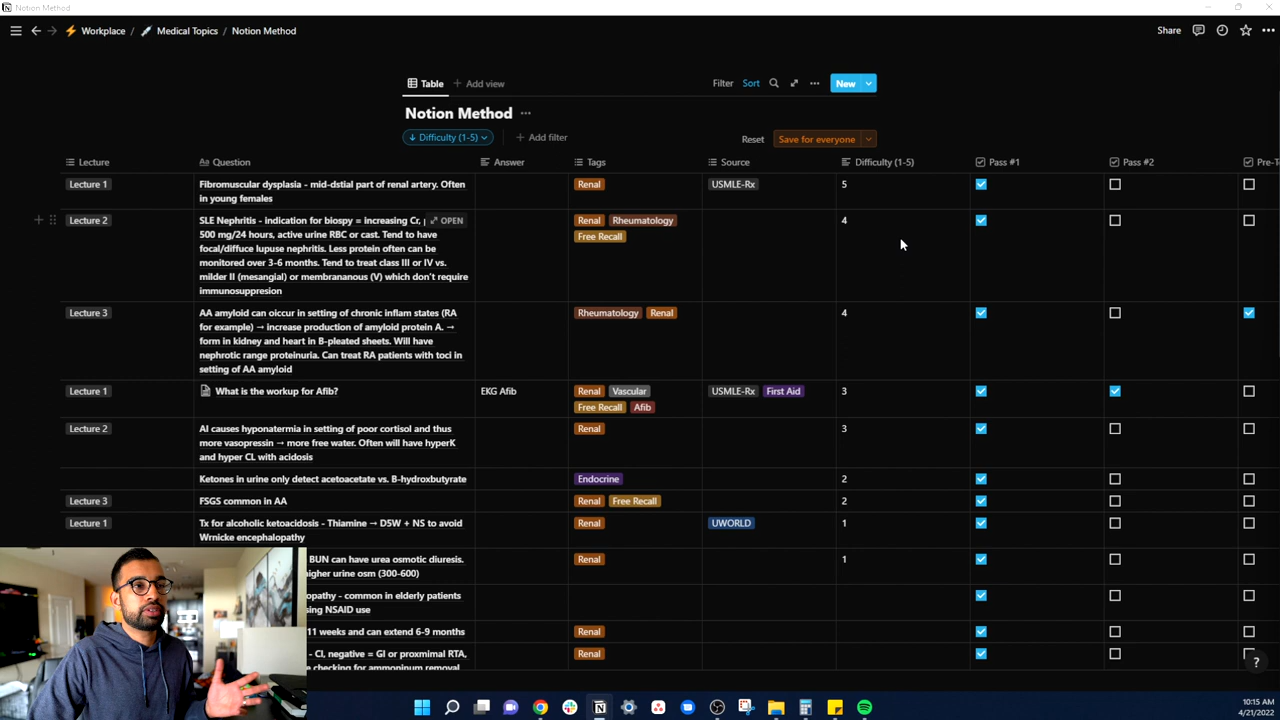 Notion Method
Workplace / Medical Topics / Notion Method
Share
Table
Add view
Filter
Sort
New
Notion Method
Difficulty (1-5)
Add filter
Reset
Save for everyone
Lecture
Aa Question
Answer
Tags
Source
Difficulty (1-5)
Pass #1
Pass #2
Pre-T
Lecture 1
Fibromuscular dysplasia - mid-dstial part of renal artery. Often
in young females
Renal
USMLE-Rx
5
Lecture 2
SLE Nephritis - indication for biospy = increasing Cr,
OPEN
500 mg/24 hours, active urine RBC or cast. Tend to have
focal/diffuce lupuse nephritis. Less protein often can be
monitored over 3-6 months. Tend to treat class III or IV vs.
milder II (mesangial) or membrananous (V) which don't require
immunosuppresion
Renal Rheumatology
Free Recall
4
Lecture 3
AA amyloid can oiccur in setting of chronic inflam states (RA
for example) → increase production of amyloid protein A. →
form in kidney and heart in B-pleated sheets. Will have
nephrotic range proteinuria. Can treat RA patients with toci in
setting of AA amyloid
Rheumatology Renal
4
Lecture 1
What is the workup for Afib?
EKG Afib
Renal Vascular
Free Recall Afib
USMLE-Rx First Aid
3
Lecture 2
AI causes hyponatermia in setting of poor cortisol and thus
more vasopressin → more free water. Often will have hyperK
and hyper CL with acidosis
Renal
3
Ketones in urine only detect acetoacetate vs. B-hydroxbutyrate
Endocrine
2
Lecture 3
FSGS common in AA
Renal Free Recall
2
Lecture 1
Tx for alcoholic ketoacidosis - Thiamine → D5W + NS to avoid
Wrnicke encephalopathy
Renal
UWORLD
1
BUN can have urea osmotic diuresis.
igher urine osm (300-600)
Renal
1
opathy - common in elderly patients
sing NSAID use
11 weeks and can extend 6-9 months
Renal
- CI, negative = GI or proxmimal RTA,
e checking for ammonipum removal
Renal
?
10:15 AM
4/21/2022